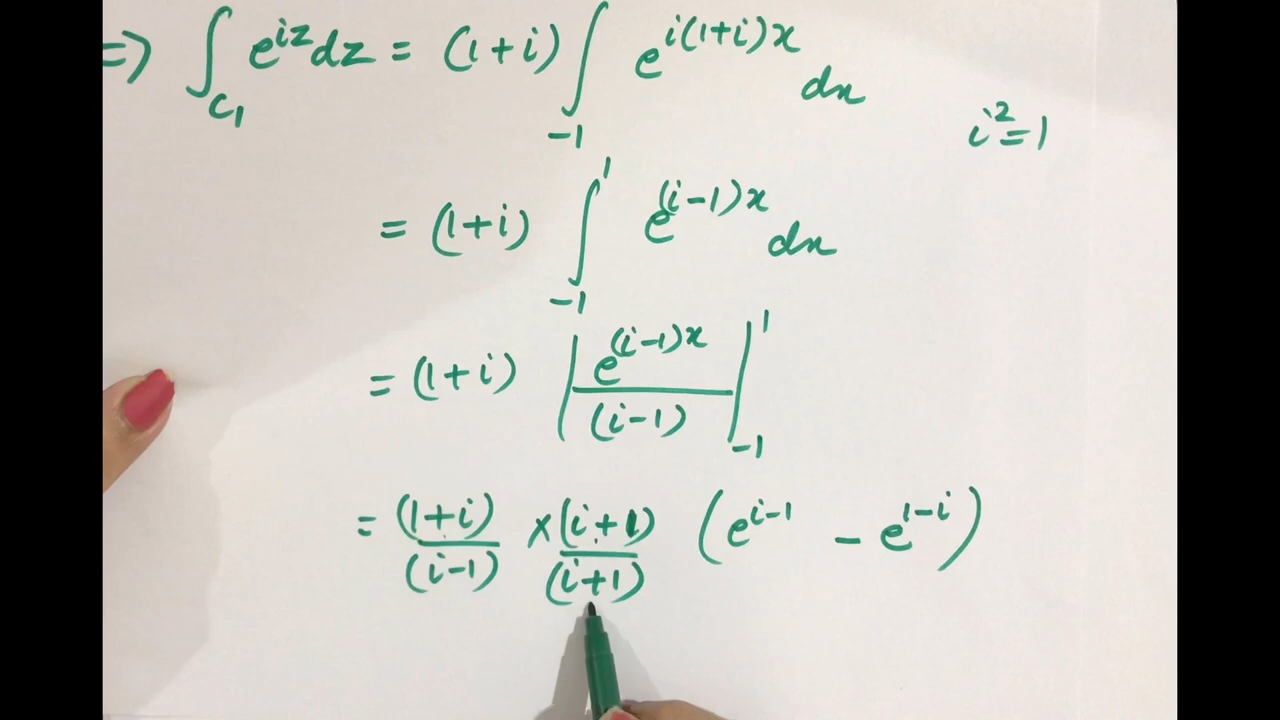 ⇒ ∫_{C1} e^{iz} dz = (1+i) ∫_{-1} e^{i(1+i)x} dx
i² = 1
= (1+i) ∫_{-1}^{1} e^{(i-1)x} dx
= (1+i) | e^{(i-1)x} / (i-1) |_{-1}^{1}
= (1+i)/(i-1) × (i+1)/(i+1) (e^{i-1} - e^{1-i})